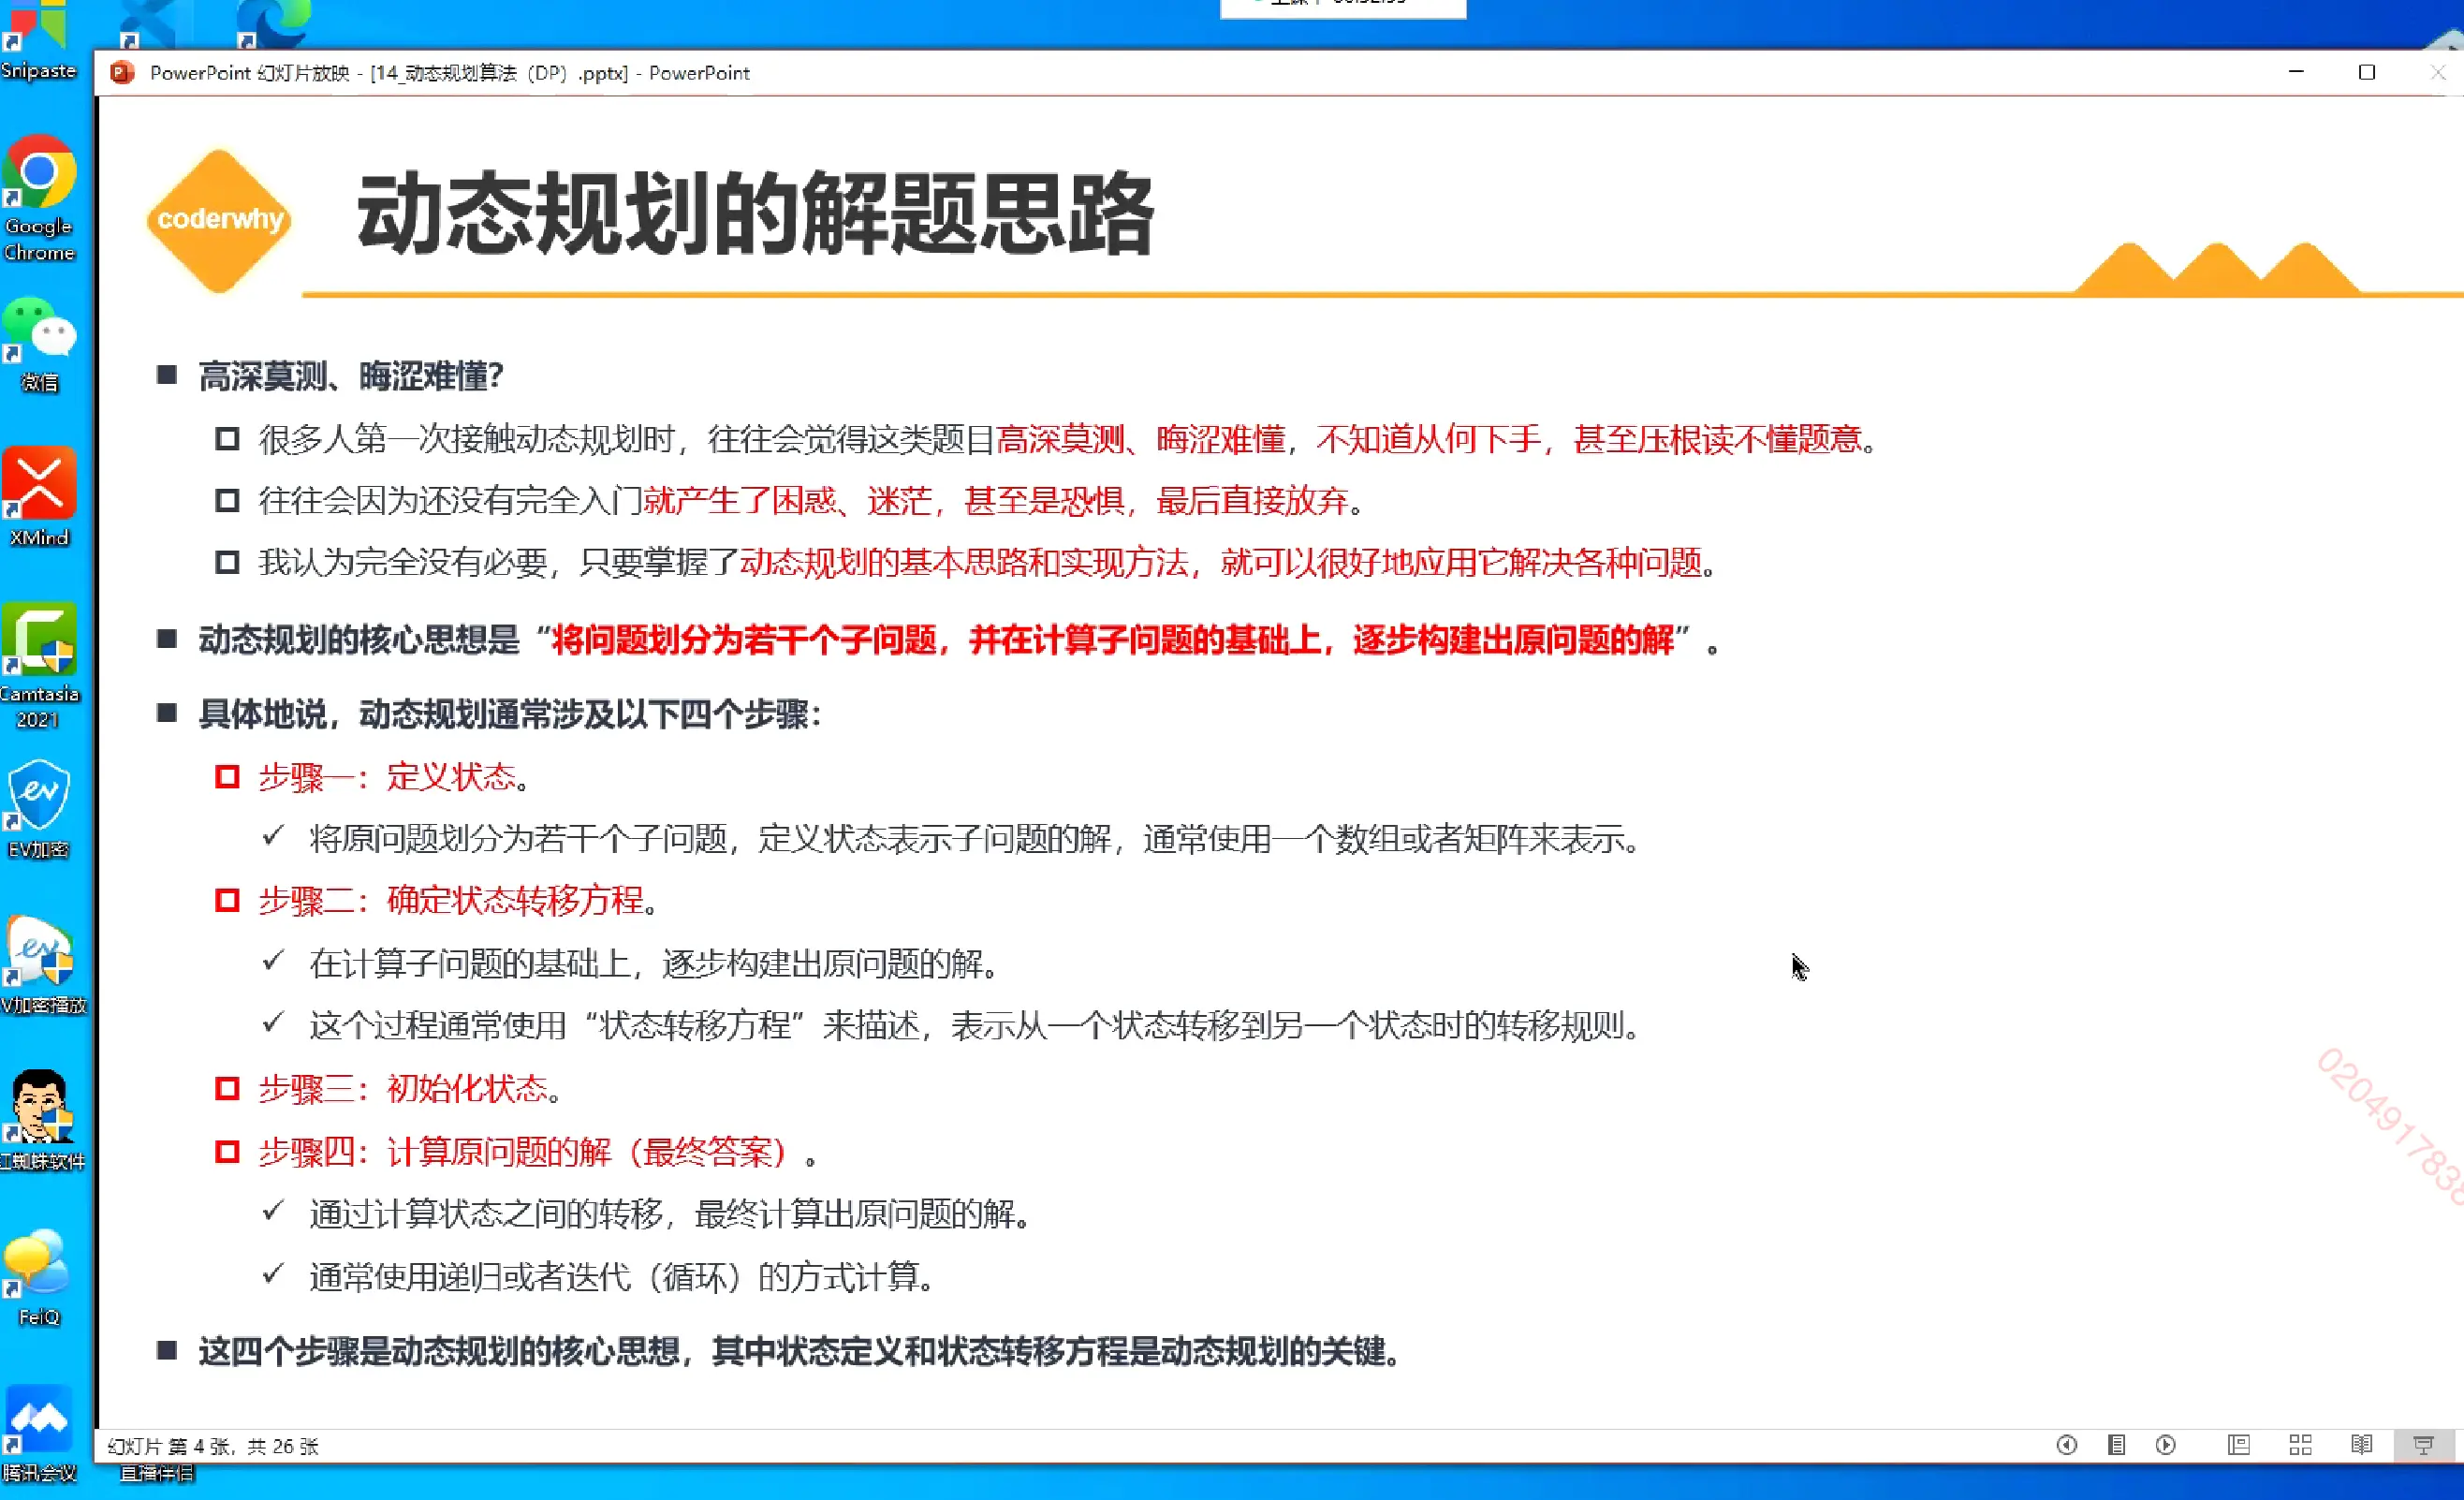 Snipaste
PowerPoint 幻灯片放映 - [14_动态规划算法（DP）.pptx] - PowerPoint
Google
Chrome
微信
XMind
Camtasia
2021
EV加密
V加密播放
红蜘蛛软件
FeiQ
腾讯会议
直播伴侣
coderwhy
动态规划的解题思路
高深莫测、晦涩难懂？
很多人第一次接触动态规划时，往往会觉得这类题目高深莫测、晦涩难懂，不知道从何下手，甚至压根读不懂题意。
往往会因为还没有完全入门就产生了困惑、迷茫，甚至是恐惧，最后直接放弃。
我认为完全没有必要，只要掌握了动态规划的基本思路和实现方法，就可以很好地应用它解决各种问题。
动态规划的核心思想是“将问题划分为若干个子问题，并在计算子问题的基础上，逐步构建出原问题的解”。
具体地说，动态规划通常涉及以下四个步骤：
步骤一：定义状态。
将原问题划分为若干个子问题，定义状态表示子问题的解，通常使用一个数组或者矩阵来表示。
步骤二：确定状态转移方程。
在计算子问题的基础上，逐步构建出原问题的解。
这个过程通常使用“状态转移方程”来描述，表示从一个状态转移到另一个状态时的转移规则。
步骤三：初始化状态。
步骤四：计算原问题的解（最终答案）。
通过计算状态之间的转移，最终计算出原问题的解。
通常使用递归或者迭代（循环）的方式计算。
这四个步骤是动态规划的核心思想，其中状态定义和状态转移方程是动态规划的关键。
0204917838
幻灯片 第 4 张，共 26 张